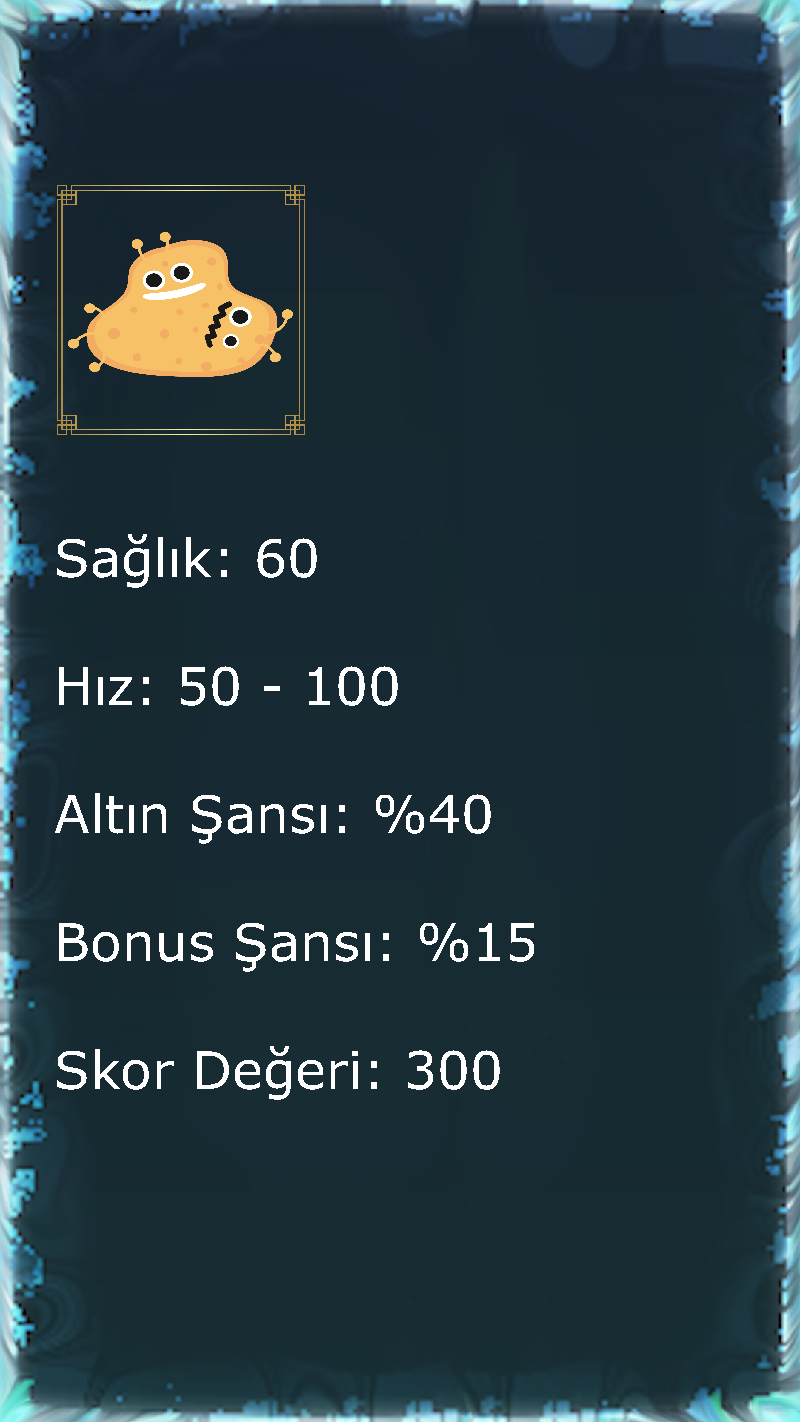 Sağlık: 60
Hız: 50 - 100
Altın Şansı: %40
Bonus Şansı: %15
Skor Değeri: 300